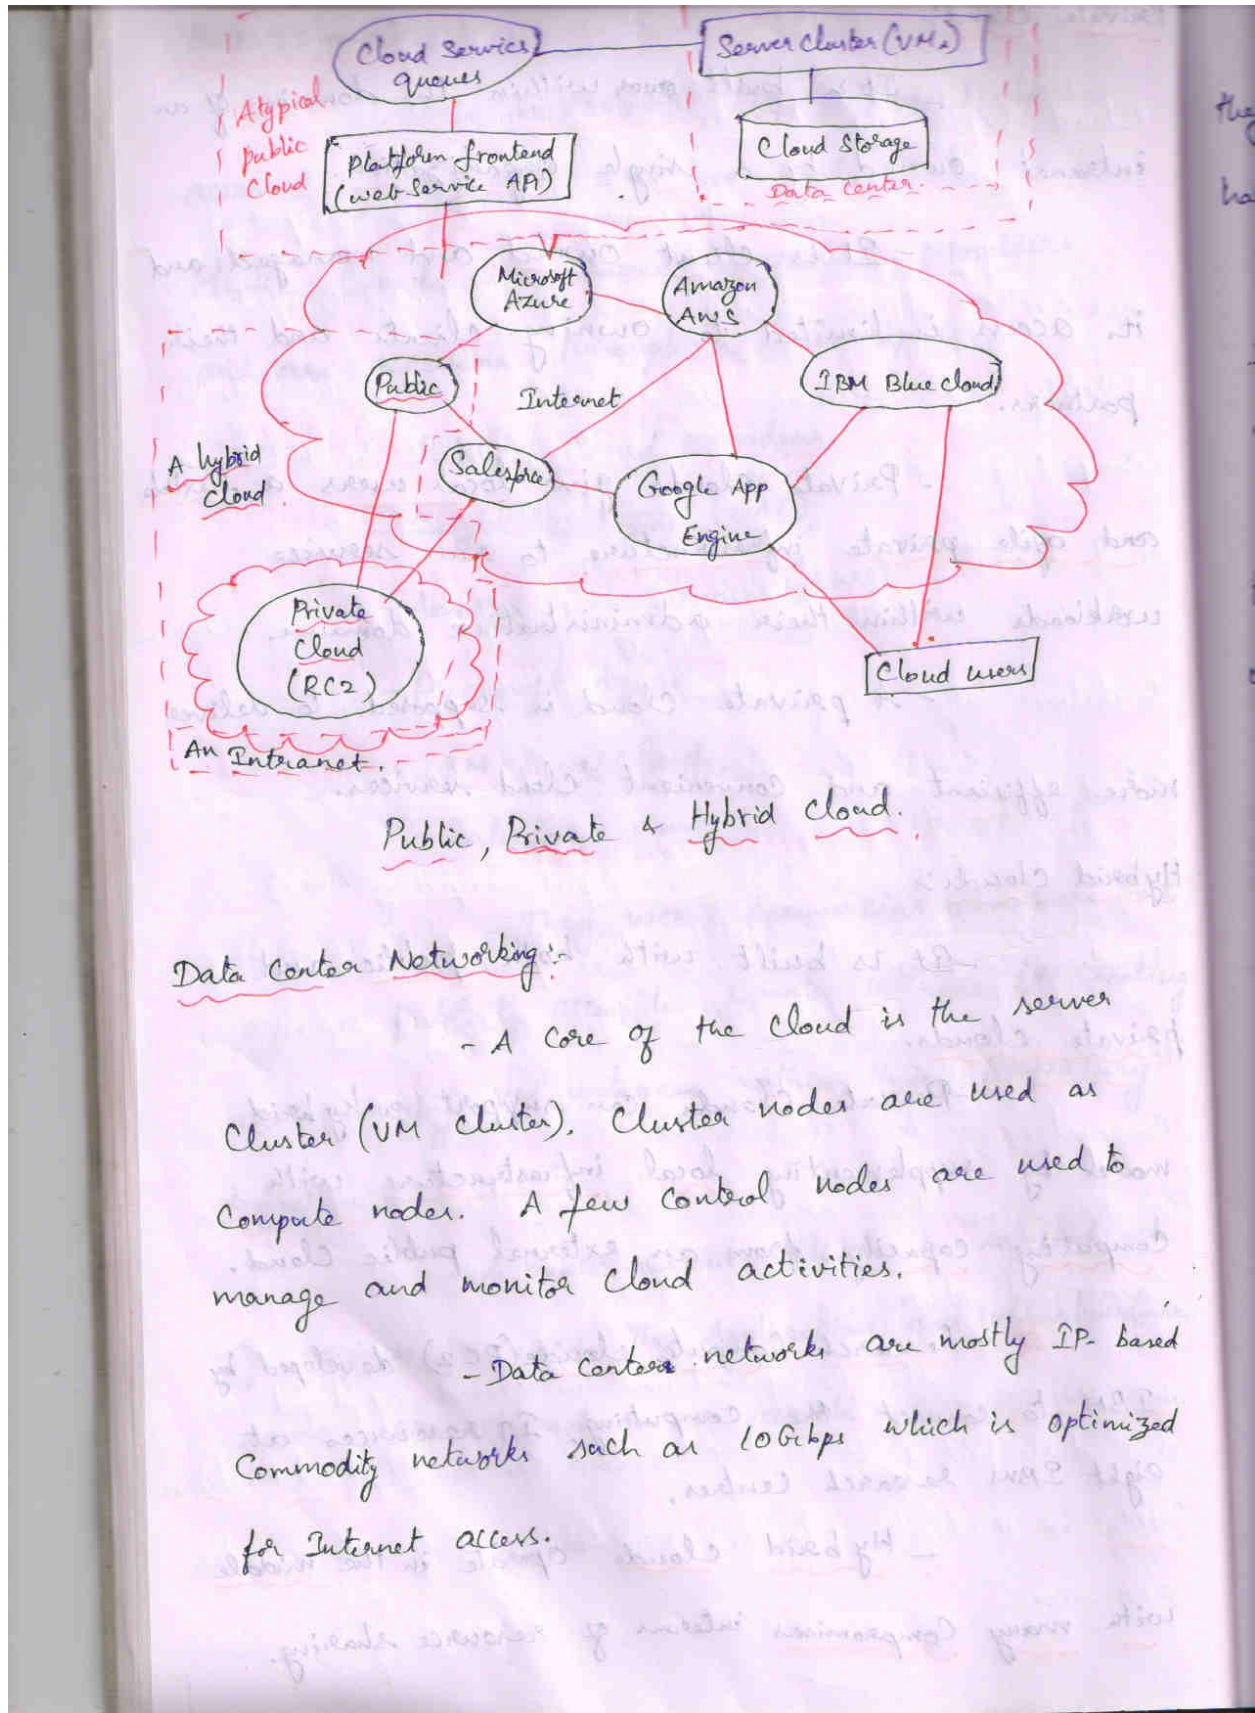 Cloud Service
queues
Server Cluster (VMs)
A typical
public
Cloud
Platform frontend
(web Service API)
Cloud Storage
Data Center.
Microsoft
Azure
Amazon
AWS
Public
Internet
IBM Blue Cloud
A hybrid
Cloud.
Salesforce
Google App
Engine
Private
Cloud
(RC2)
Cloud users
An Intranet.
Public, Private & Hybrid Cloud.
Data Center Networking:-
- A Core of the Cloud is the server
Cluster (VM Cluster). Cluster nodes are used as
Compute nodes. A few Control nodes are used to
manage and monitor Cloud activities.
- Data Centers networks are mostly IP- based
Commodity networks such as 10Gbps which is optimized
for Internet access.
the
ha